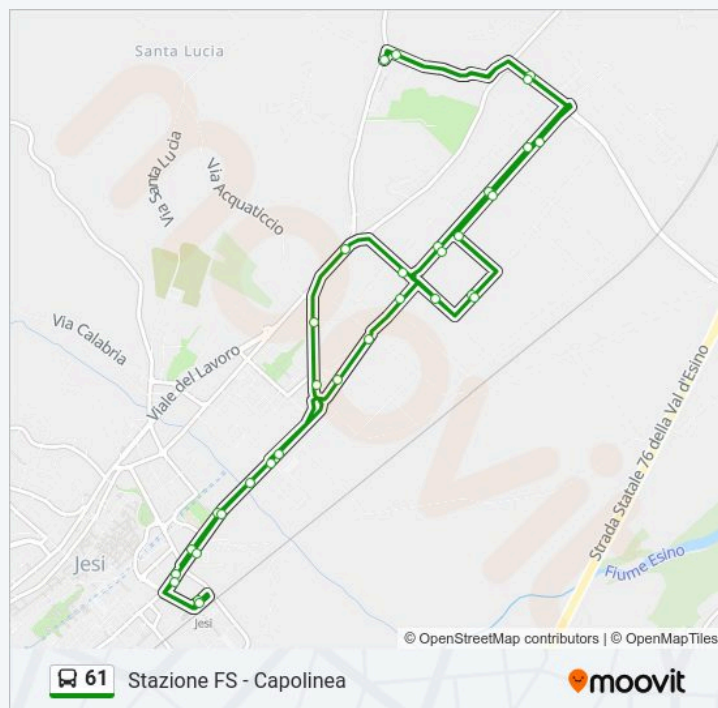 Santa Lucia
Via Santa Lucia
Via Acquaticcio
Via Calabria
Viale del Lavoro
Strada Statale 76 della Val d'Esino
Fiume Esino
Jesi
Jesi
moovit
© OpenStreetMap contributors | © OpenMapTiles
61 Stazione FS - Capolinea
moovit